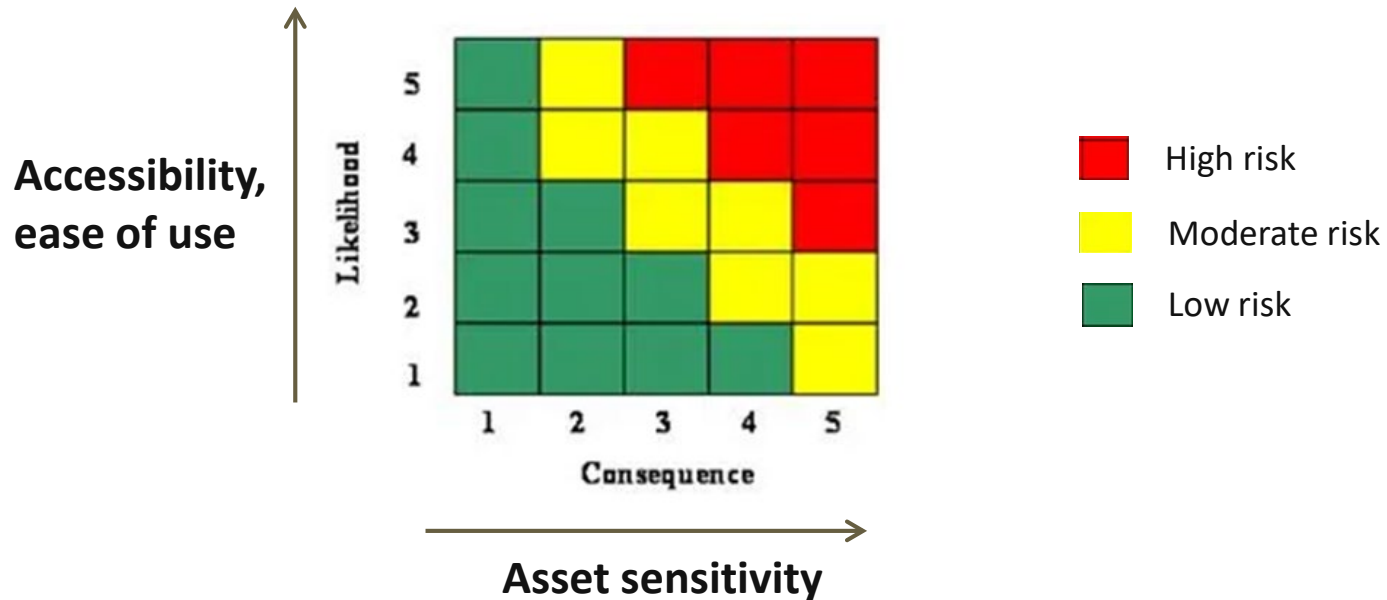 Accessibility,
ease of use
Likelihood
5
4
3
2
1
1 2 3 4 5
Consequence
Asset sensitivity
High risk
Moderate risk
Low risk